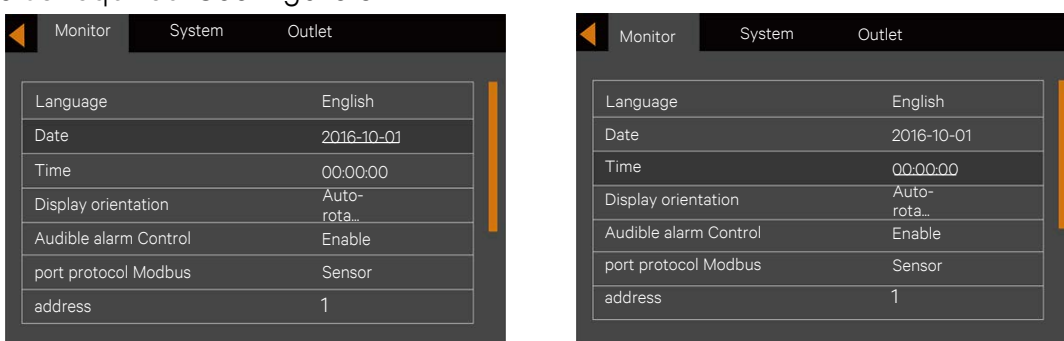 Monitor System Outlet
Language English
Date 2016-10-01
Time 00:00:00
Display orientation Auto-
rota...
Audible alarm Control Enable
port protocol Modbus Sensor
address 1
Monitor System Outlet
Language English
Date 2016-10-01
Time 00:00:00
Display orientation Auto-
rota...
Audible alarm Control Enable
port protocol Modbus Sensor
address 1